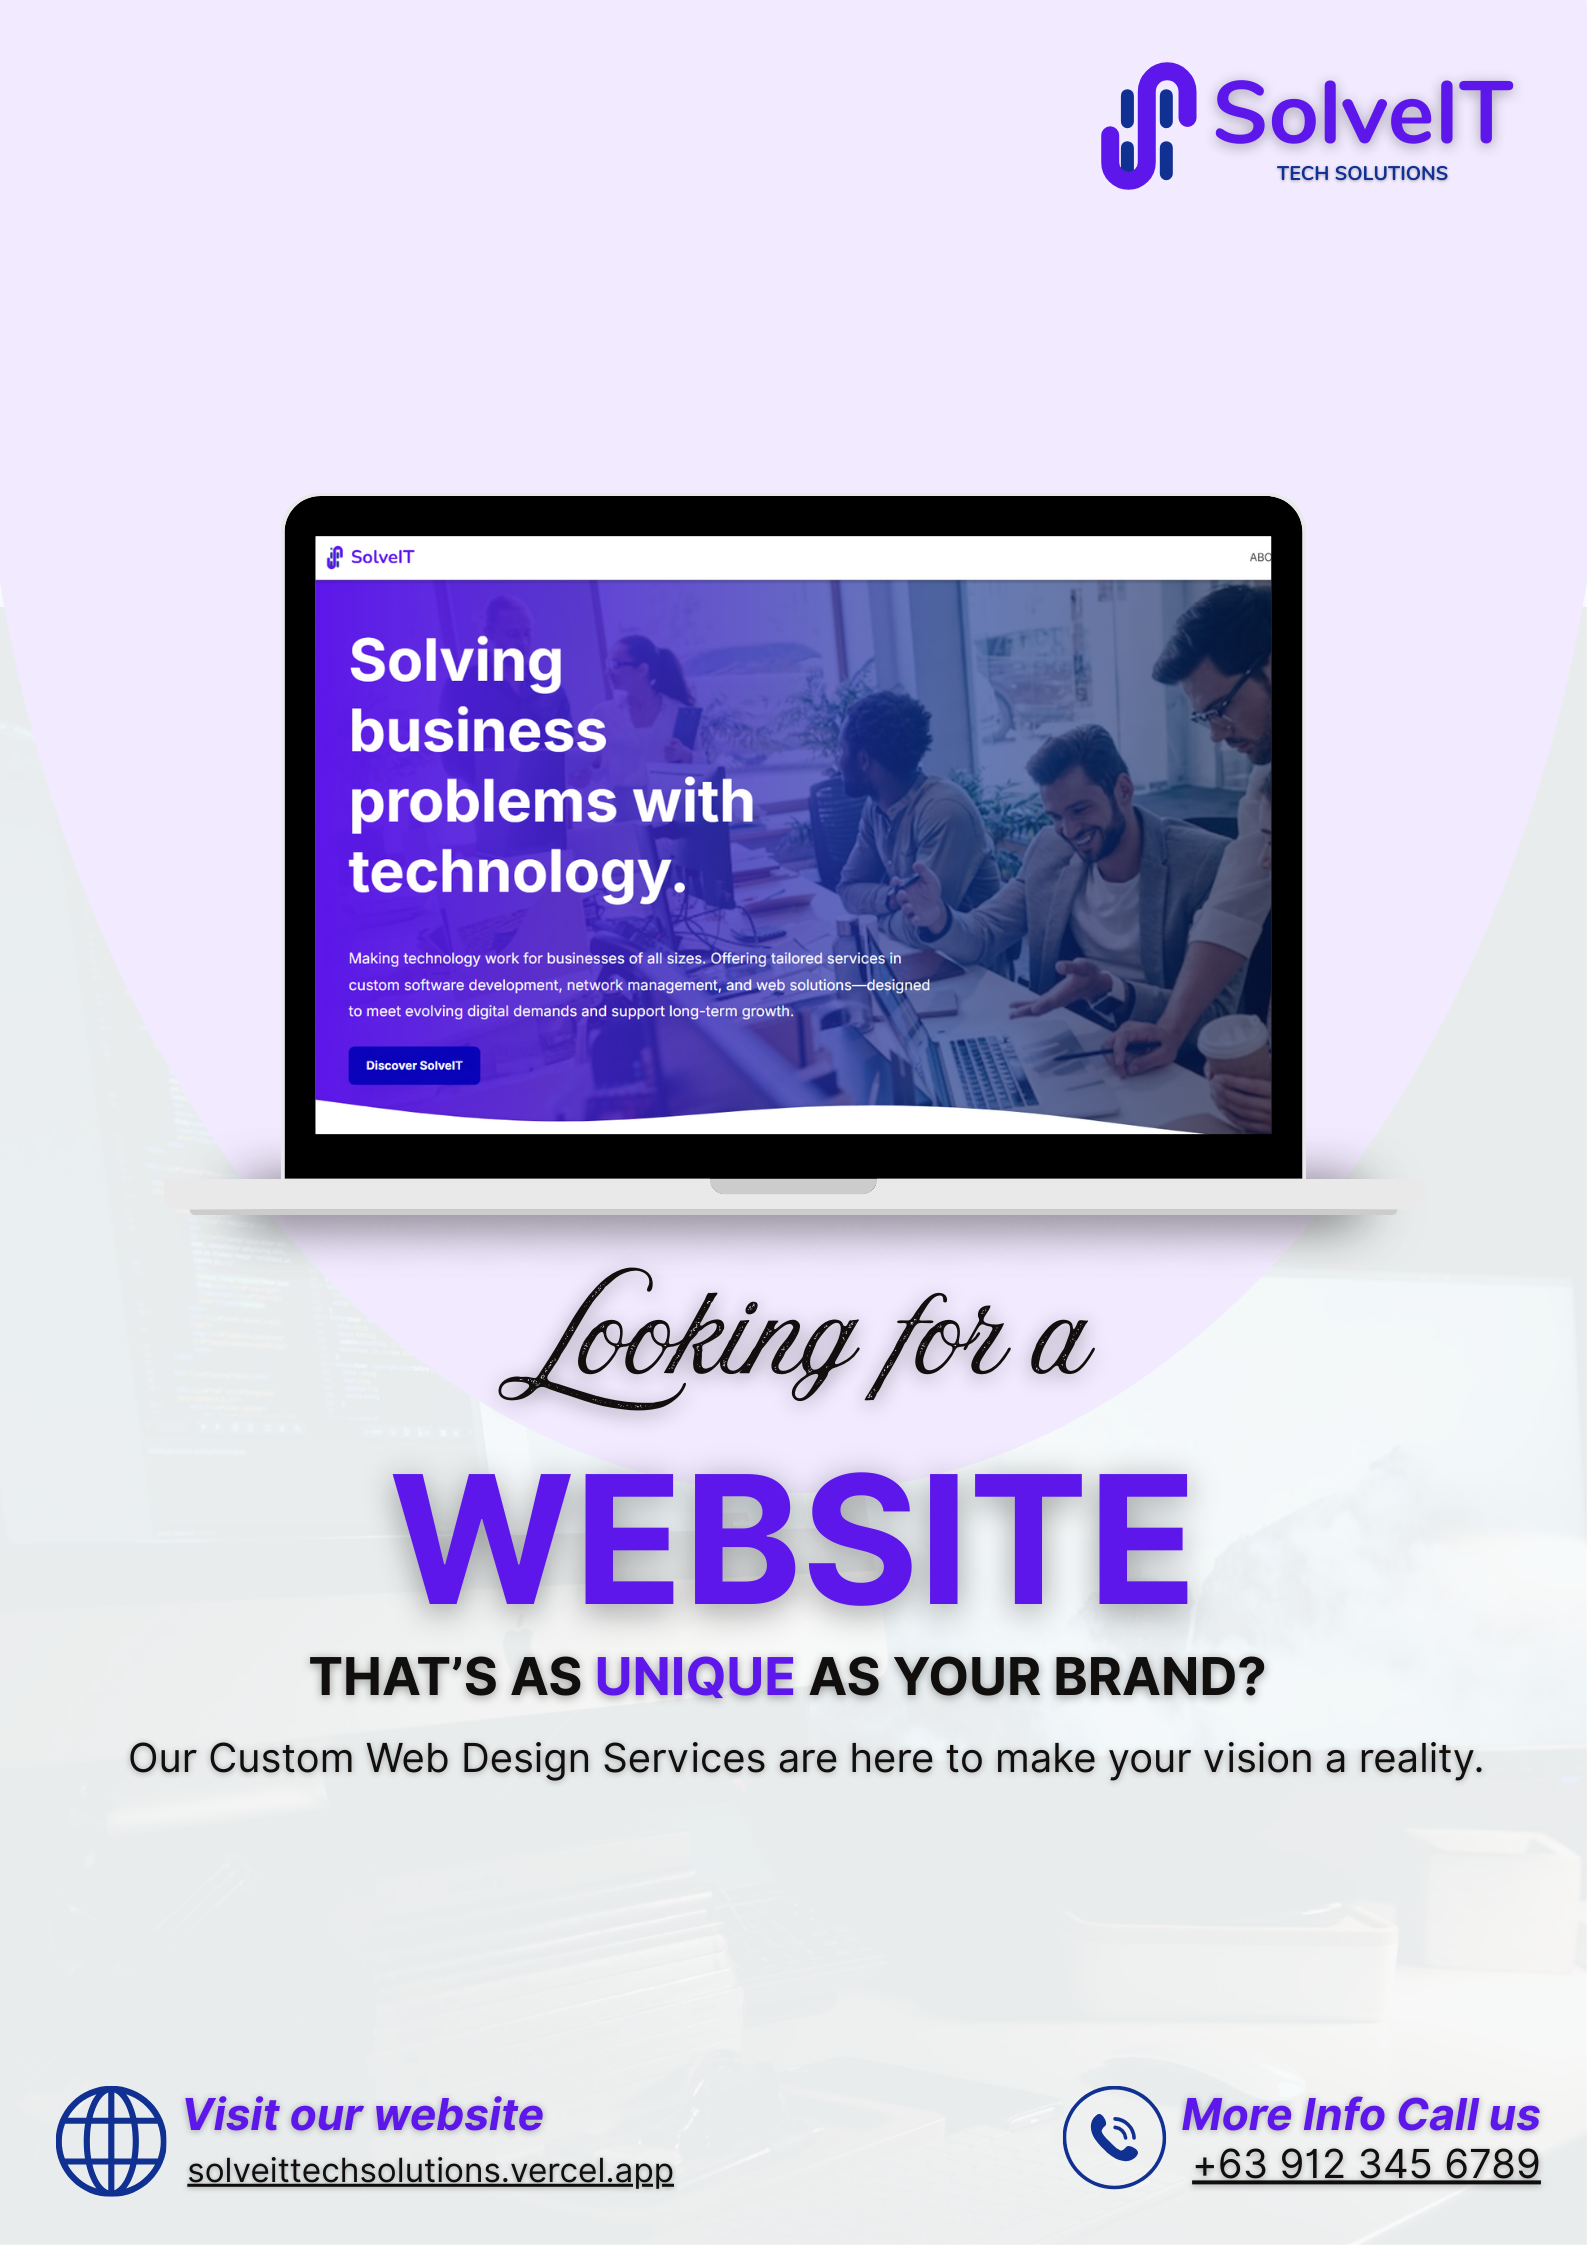 SolveIT
TECH SOLUTIONS
SolveIT
ABO
Solving
business
problems with
technology.
Making technology work for businesses of all sizes. Offering tailored services in
custom software development, network management, and web solutions—designed
to meet evolving digital demands and support long-term growth.
Discover SolveIT
Looking for a
WEBSITE
THAT’S AS UNIQUE AS YOUR BRAND?
Our Custom Web Design Services are here to make your vision a reality.
Visit our website
solveittechsolutions.vercel.app
More Info Call us
+63 912 345 6789